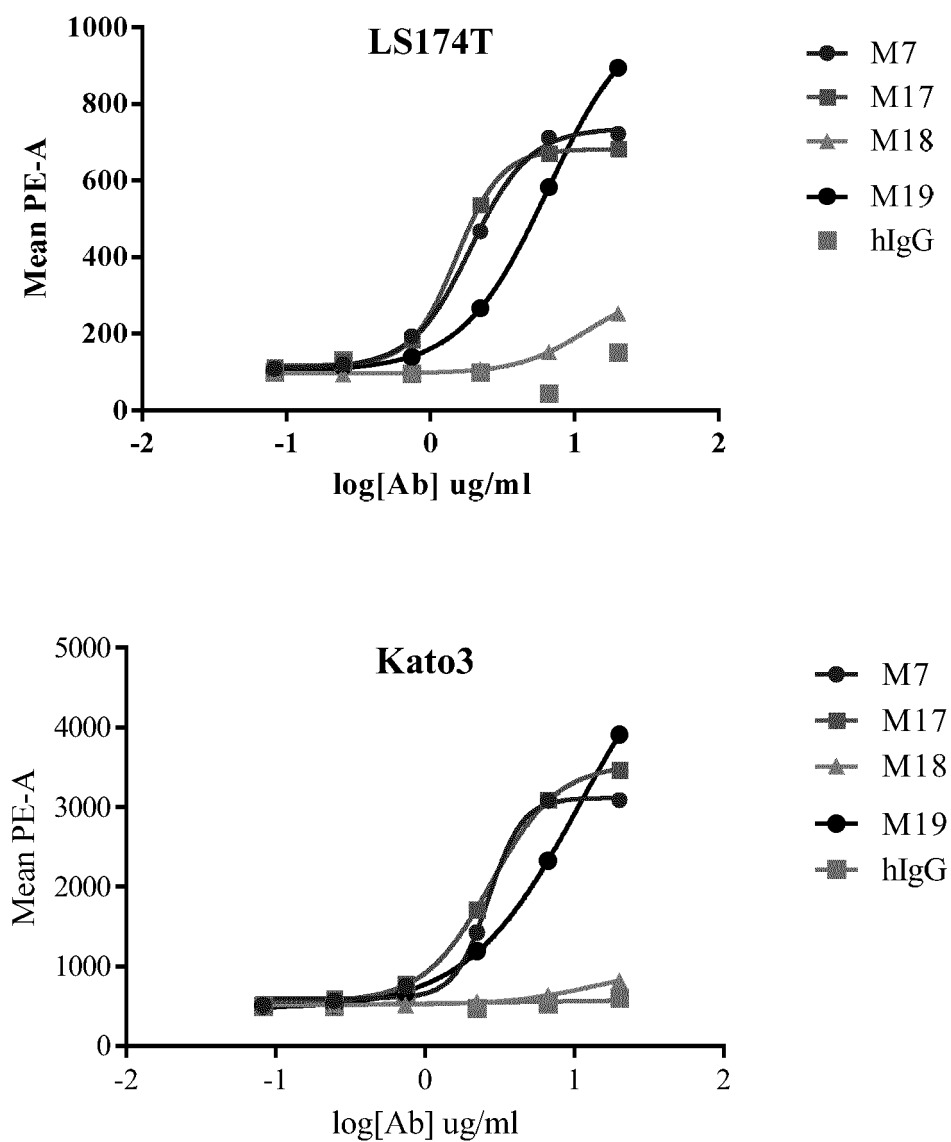 LS174T
1000
800
600
400
200
0
Mean PE-A
-2 -1 0 1 2
log[Ab] ug/ml
M7
M17
M18
M19
hIgG
Kato3
5000
4000
3000
2000
1000
0
Mean PE-A
-2 -1 0 1 2
log[Ab] ug/ml
M7
M17
M18
M19
hIgG